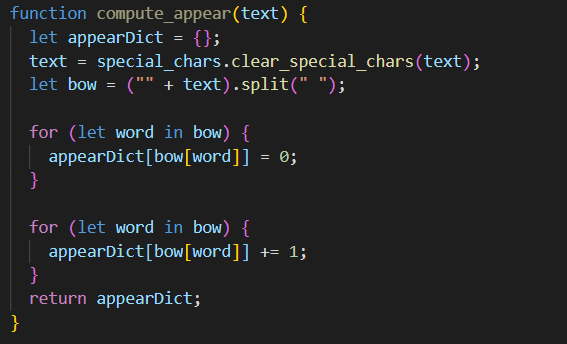 function compute_appear(text) {
  let appearDict = {};
  text = special_chars.clear_special_chars(text);
  let bow = ("" + text).split(" ");

  for (let word in bow) {
    appearDict[bow[word]] = 0;
  }

  for (let word in bow) {
    appearDict[bow[word]] += 1;
  }
  return appearDict;
}